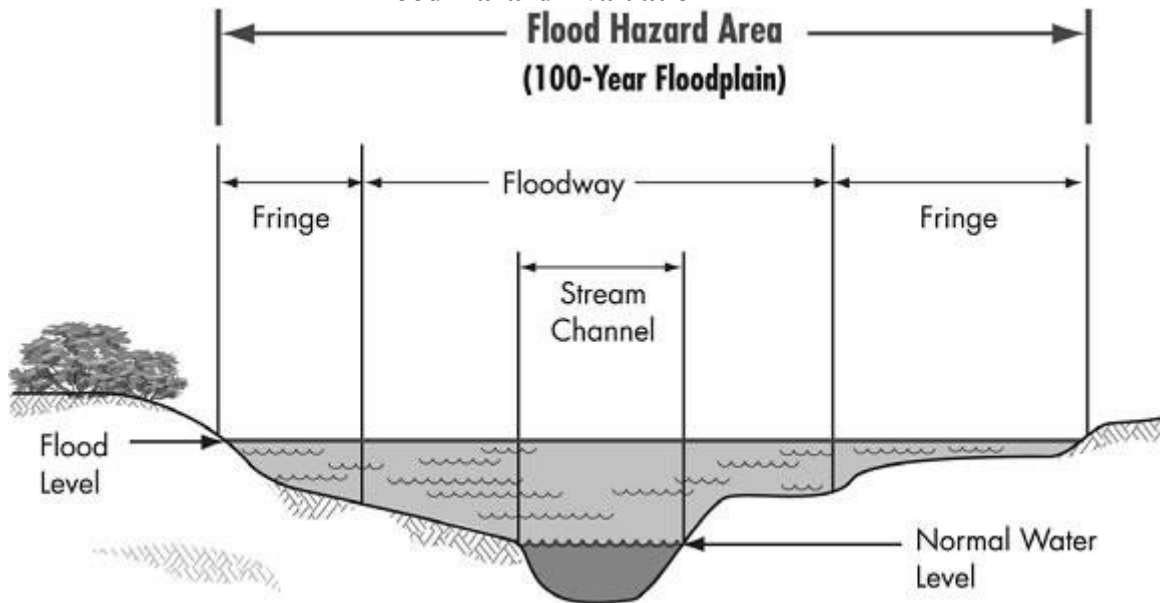 Flood Hazard Area
(100-Year Floodplain)
Floodway
Fringe
Fringe
Stream
Channel
Flood
Level
Normal Water
Level